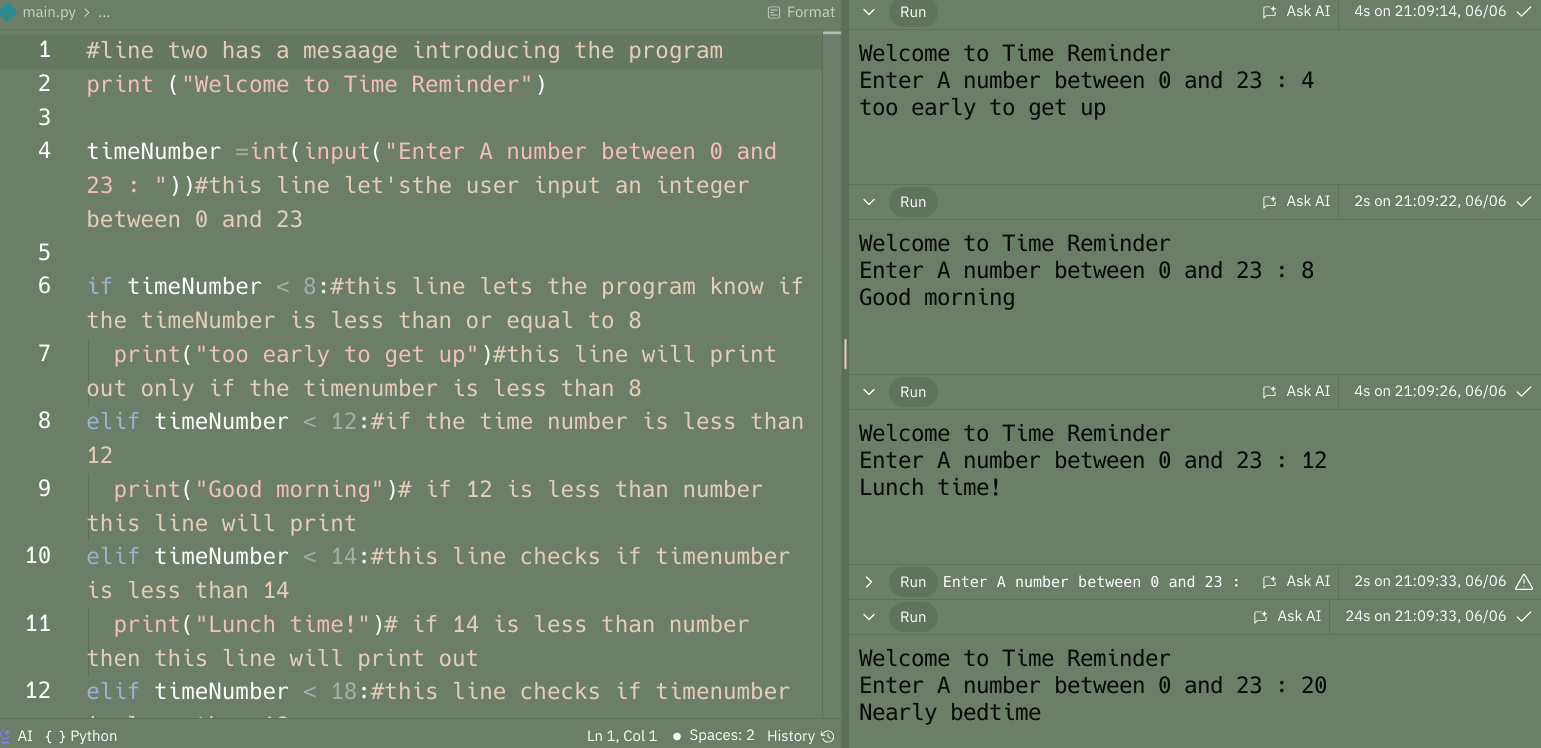 main.py > ...
Format
1 #line two has a mesaage introducing the program
2 print ("Welcome to Time Reminder")
3
4 timeNumber =int(input("Enter A number between 0 and
23 : "))#this line let'sthe user input an integer
between 0 and 23
5
6 if timeNumber < 8:#this line lets the program know if
the timeNumber is less than or equal to 8
7 print("too early to get up")#this line will print
out only if the timenumber is less than 8
8 elif timeNumber < 12:#if the time number is less than
12
9 print("Good morning")# if 12 is less than number
this line will print
10 elif timeNumber < 14:#this line checks if timenumber
is less than 14
11 print("Lunch time!")# if 14 is less than number
then this line will print out
12 elif timeNumber < 18:#this line checks if timenumber
AI { } Python
Ln 1, Col 1 ● Spaces: 2 History
Run Ask AI 4s on 21:09:14, 06/06
Welcome to Time Reminder
Enter A number between 0 and 23 : 4
too early to get up
Run Ask AI 2s on 21:09:22, 06/06
Welcome to Time Reminder
Enter A number between 0 and 23 : 8
Good morning
Run Ask AI 4s on 21:09:26, 06/06
Welcome to Time Reminder
Enter A number between 0 and 23 : 12
Lunch time!
Run Enter A number between 0 and 23 : Ask AI 2s on 21:09:33, 06/06
Run Ask AI 24s on 21:09:33, 06/06
Welcome to Time Reminder
Enter A number between 0 and 23 : 20
Nearly bedtime